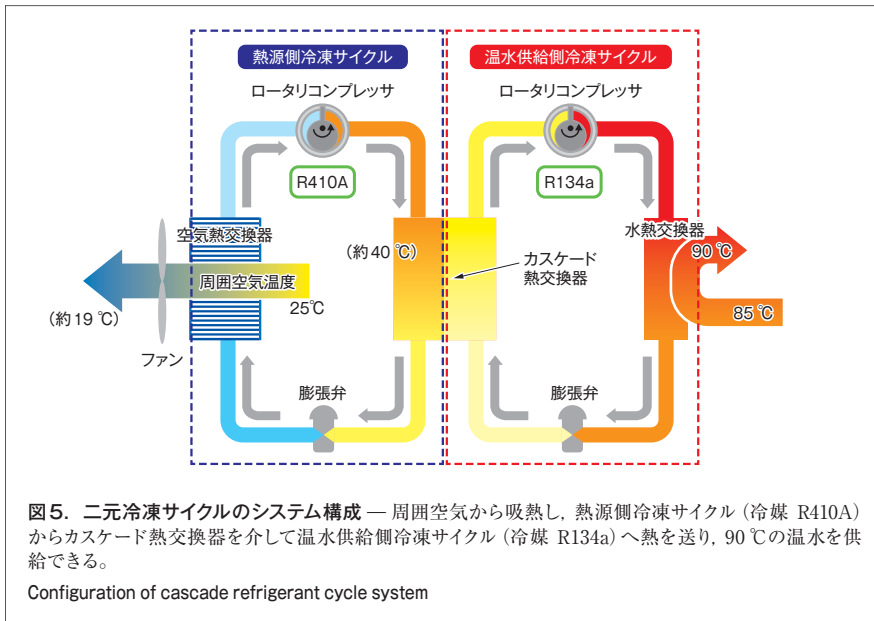 熱源側冷凍サイクル
温水供給側冷凍サイクル
ロータリコンプレッサ
ロータリコンプレッサ
R410A
R134a
空気熱交換器
水熱交換器
(約40 ℃)
90 ℃
カスケード
熱交換器
周囲空気温度
25℃
(約19 ℃)
85 ℃
ファン
膨張弁
膨張弁
図5. 二元冷凍サイクルのシステム構成 — 周囲空気から吸熱し,熱源側冷凍サイクル(冷媒 R410A)
からカスケード熱交換器を介して温水供給側冷凍サイクル(冷媒 R134a)へ熱を送り,90 ℃の温水を供
給できる。
Configuration of cascade refrigerant cycle system